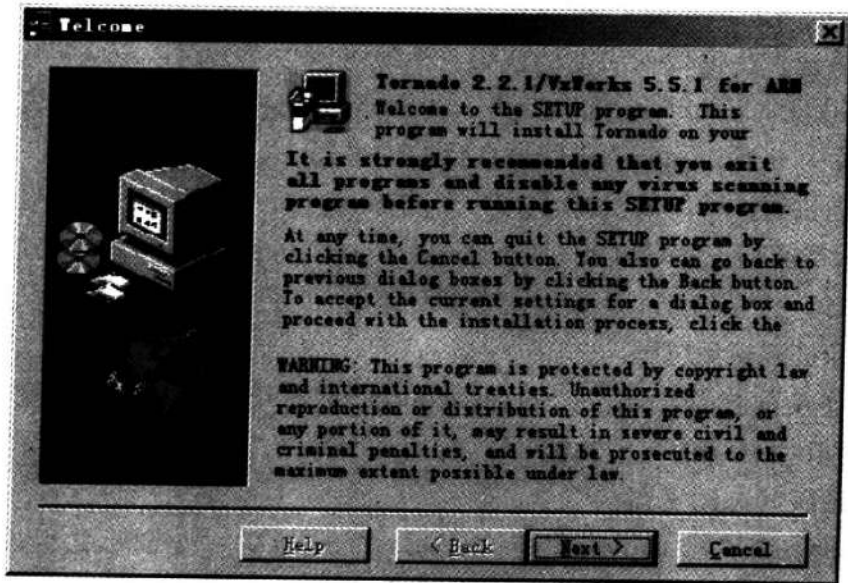 Welcome
Tornado 2.2.1/VxWorks 5.5.1 for ARM
Welcome to the SETUP program. This
program will install Tornado on your
It is strongly recommended that you exit
all programs and disable any virus scanning
program before running this SETUP program.
At any time, you can quit the SETUP program by
clicking the Cancel button. You also can go back to
previous dialog boxes by clicking the Back button.
To accept the current settings for a dialog box and
proceed with the installation process, click the
WARNING: This program is protected by copyright law
and international treaties. Unauthorized
reproduction or distribution of this program, or
any portion of it, may result in severe civil and
criminal penalties, and will be prosecuted to the
maximum extent possible under law.
Help
< Back
Next >
Cancel